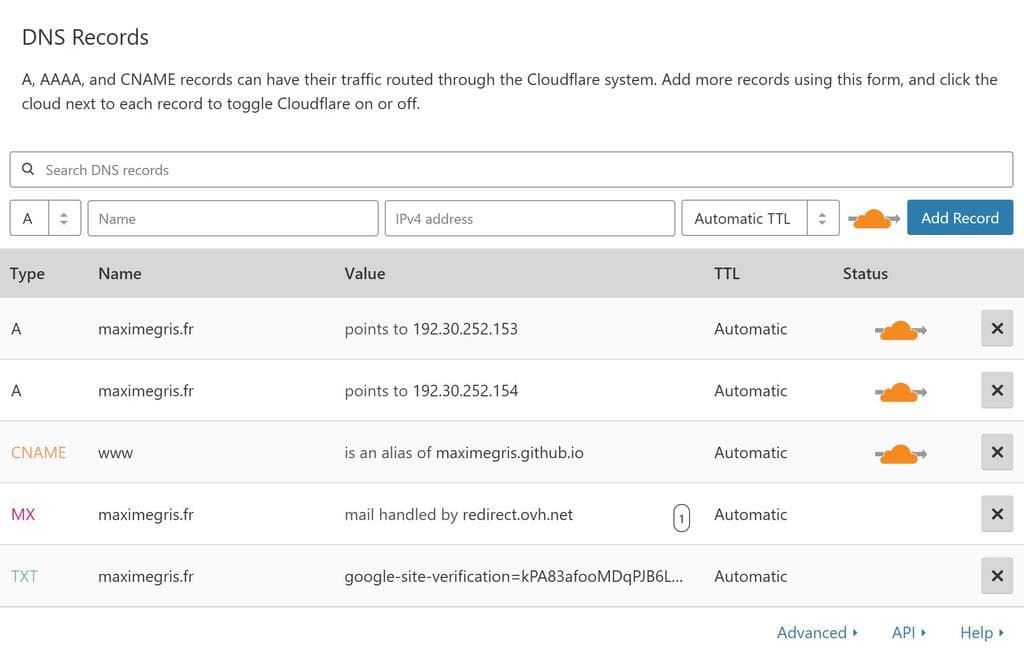 DNS Records
A, AAAA, and CNAME records can have their traffic routed through the Cloudflare system. Add more records using this form, and click the
cloud next to each record to toggle Cloudflare on or off.
Search DNS records
A Name IPv4 address Automatic TTL Add Record
Type Name Value TTL Status
A maximegris.fr points to 192.30.252.153 Automatic
A maximegris.fr points to 192.30.252.154 Automatic
CNAME www is an alias of maximegris.github.io Automatic
MX maximegris.fr mail handled by redirect.ovh.net 1 Automatic
TXT maximegris.fr google-site-verification=kPA83afooMDqPJB6L... Automatic
Advanced API Help